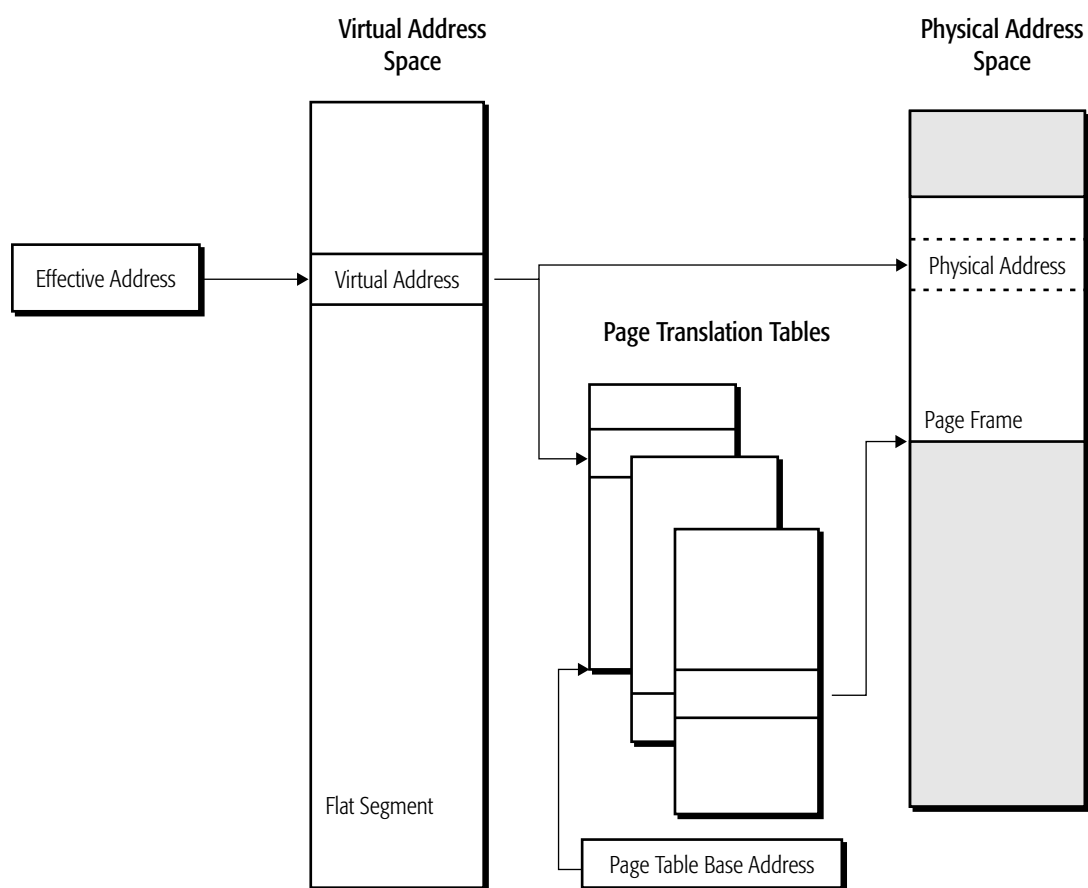 Virtual Address
Space
Physical Address
Space
Effective Address
Virtual Address
Physical Address
Page Translation Tables
Page Frame
Flat Segment
Page Table Base Address